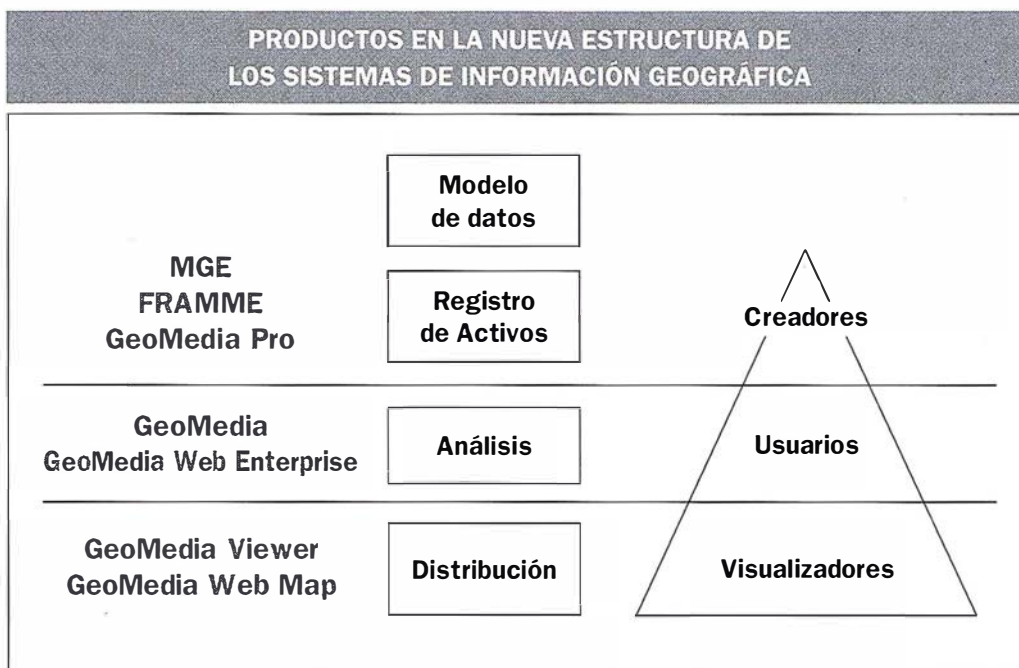 PRODUCTOS EN LA NUEVA ESTRUCTURA DE
LOS SISTEMAS DE INFORMACIÓN GEOGRÁFICA
Modelo
de datos
MGE
FRAMME
GeoMedia Pro
Registro
de Activos
Creadores
GeoMedia
GeoMedia Web Enterprise
Análisis
Usuarios
GeoMedia Viewer
GeoMedia Web Map
Distribución
Visualizadores